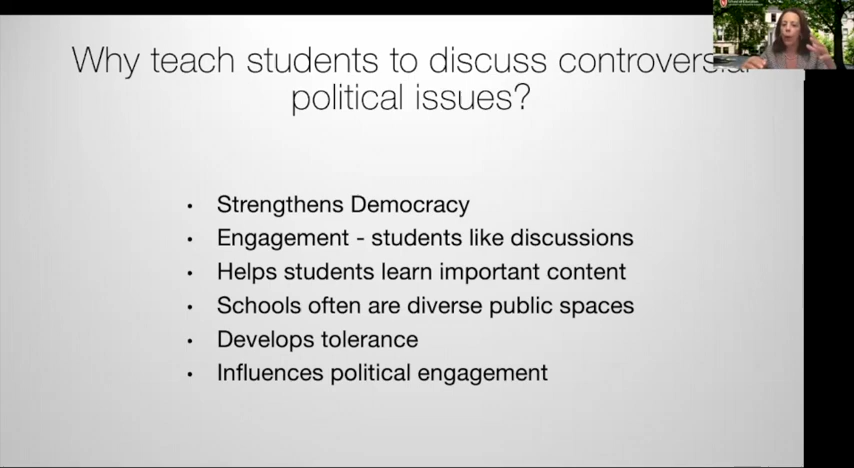 Why teach students to discuss controversial
political issues?
• Strengthens Democracy
• Engagement - students like discussions
• Helps students learn important content
• Schools often are diverse public spaces
• Develops tolerance
• Influences political engagement